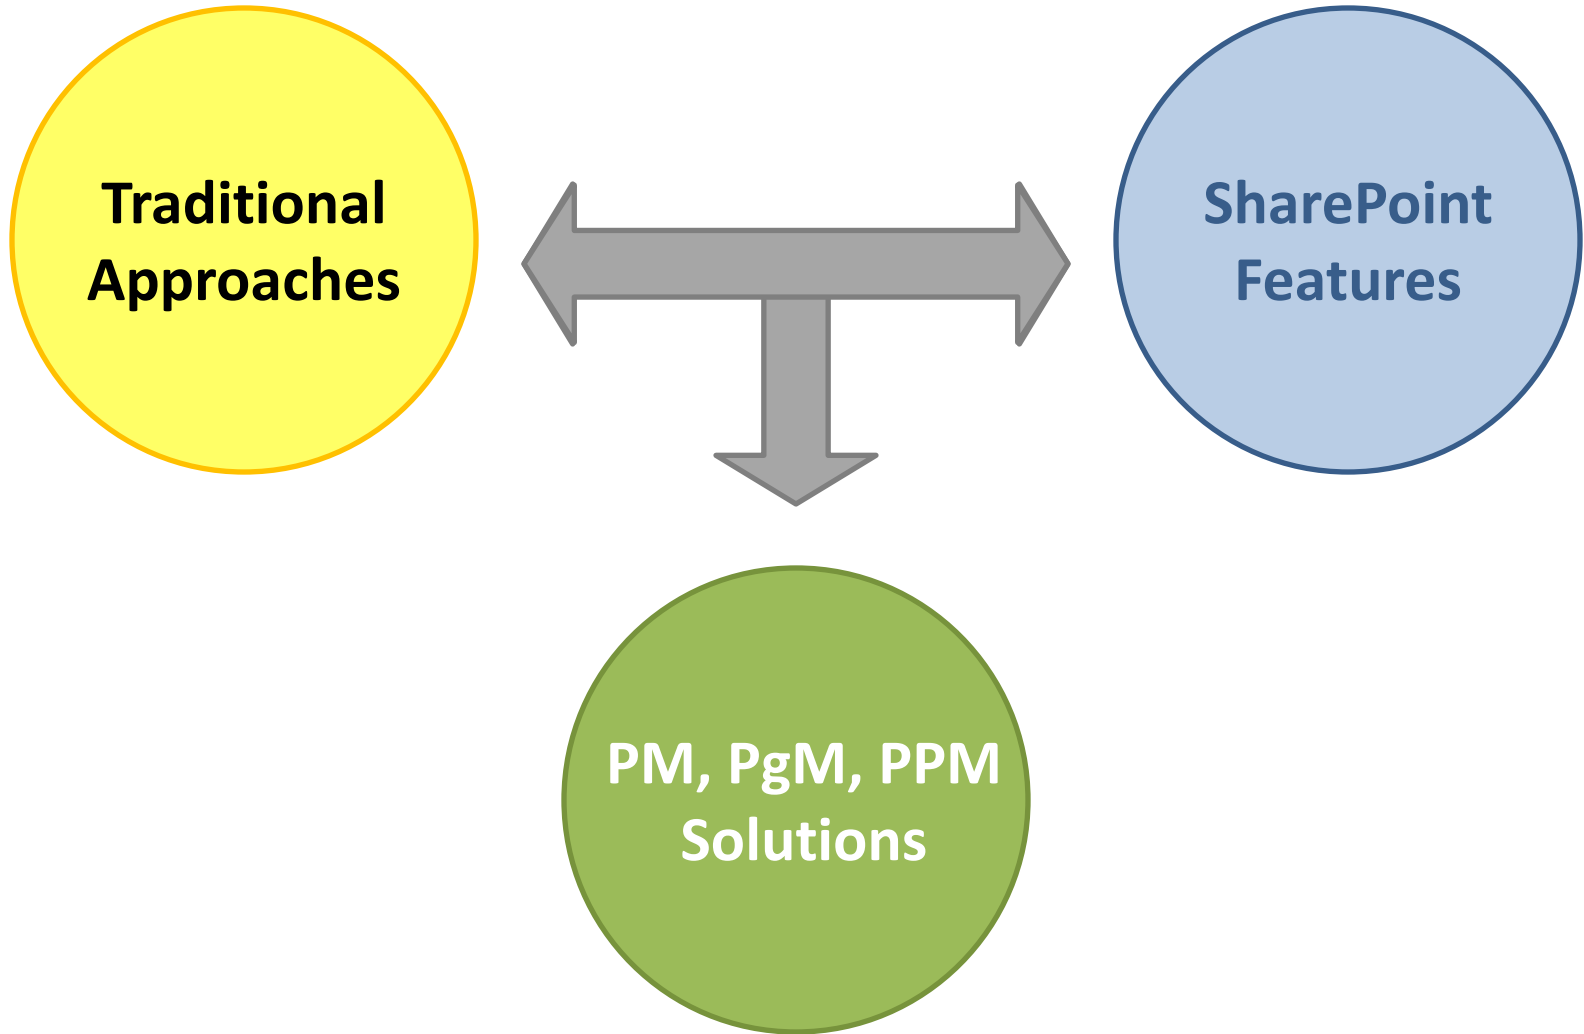 Traditional
Approaches
SharePoint
Features
PM, PgM, PPM
Solutions